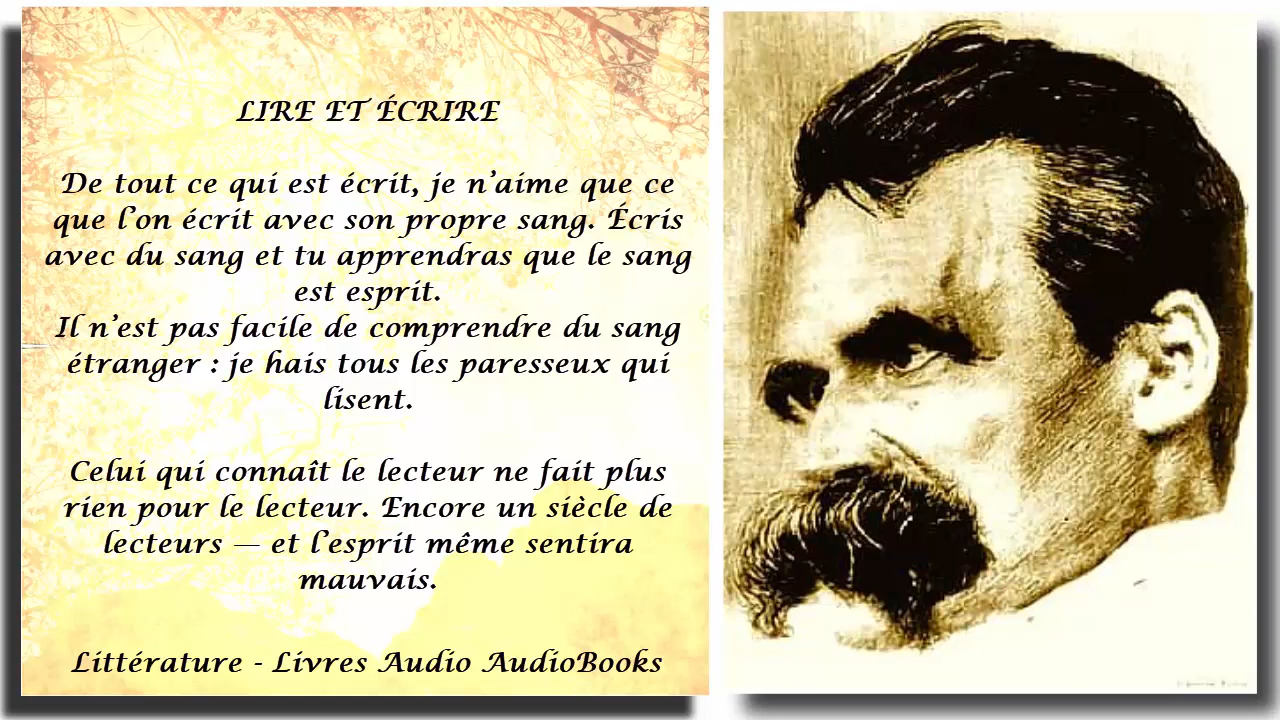 LIRE ET ÉCRIRE
De tout ce qui est écrit, je n’aime que ce
que l’on écrit avec son propre sang. Écris
avec du sang et tu apprendras que le sang
est esprit.
Il n’est pas facile de comprendre du sang
étranger : je hais tous les paresseux qui
lisent.
Celui qui connaît le lecteur ne fait plus
rien pour le lecteur. Encore un siècle de
lecteurs — et l’esprit même sentira
mauvais.
Littérature - Livres Audio AudioBooks